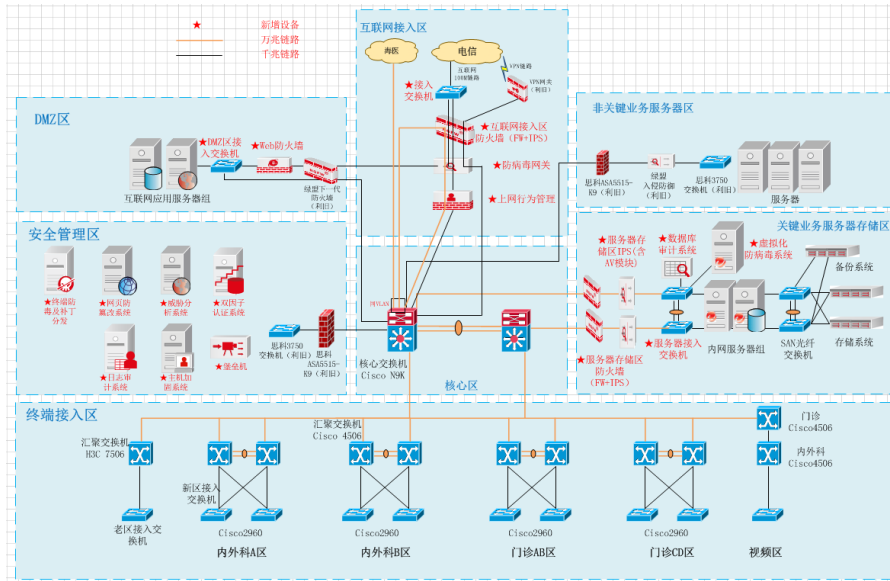 ★ 新增设备
万兆链路
千兆链路
互联网接入区
海医
电信
互联网
100M链路
VPN链路
VPN网关
(利旧)
★接入
交换机
★互联网接入区
防火墙(FW+IPS)
★防病毒网关
★上网行为管理
DMZ区
★DMZ区接
入交换机
★Web防火墙
互联网应用服务器组
绿盟下一代
防火墙
(利旧)
非关键业务服务器区
思科ASA5515-
K9(利旧)
绿盟
入侵防御
(利旧)
思科3750
交换机(利旧)
服务器
安全管理区
★终端防
毒及补丁
分发
★网页防
篡改系统
★威胁分
析系统
★双因子
认证系统
★日志审
计系统
★主机加
固系统
★堡垒机
思科3750
交换机(利旧)
思科
ASA5515-
K9(利旧)
核心交换机
Cisco N9K
核心区
关键业务服务器存储区
★服务器存
储区IPS(含
AV模块)
★数据库
审计系统
★虚拟化
防病毒系统
备份系统
★服务器接入
交换机
内网服务器组
SAN光纤
交换机
存储系统
★服务器存储区
防火墙
(FW+IPS)
终端接入区
汇聚交换机
H3C 7506
汇聚交换机
Cisco 4506
门诊
Cisco4506
内外科
Cisco4506
新区接入
交换机
老区接入交
换机
Cisco2960
内外科A区
Cisco2960
内外科B区
Cisco2960
门诊AB区
Cisco2960
门诊CD区
视频区